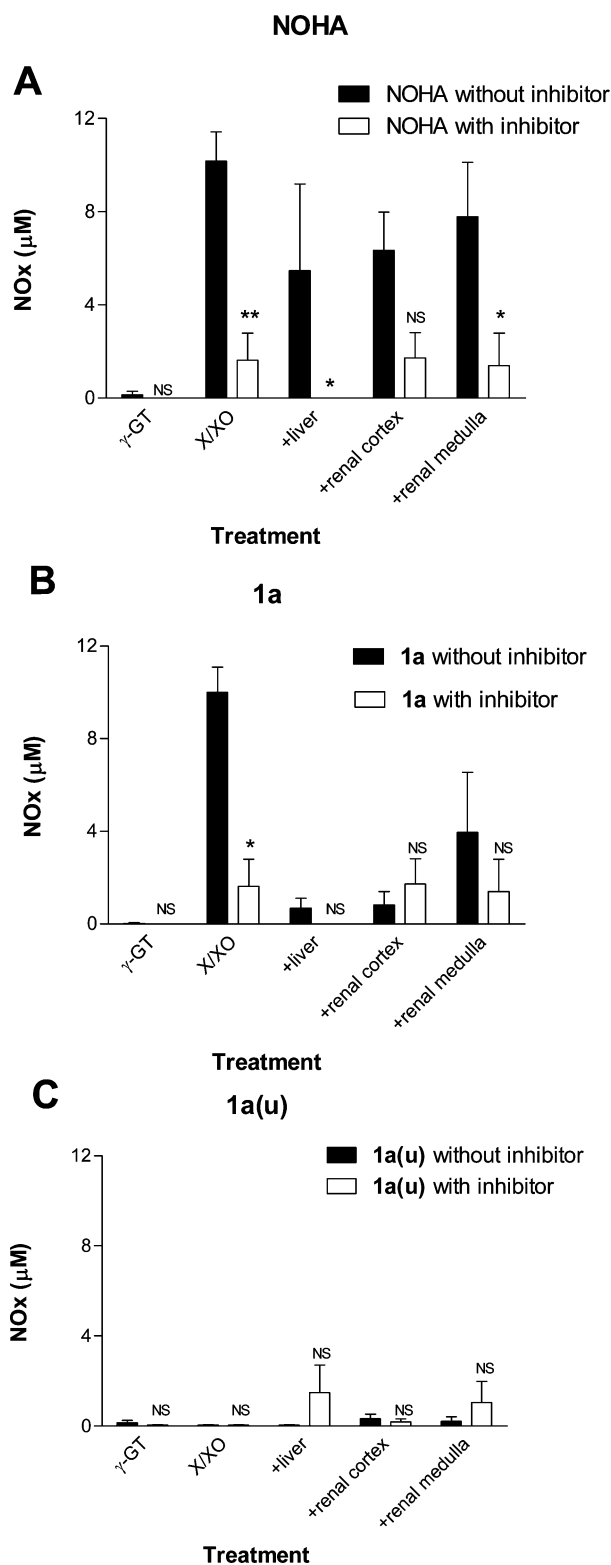 NOHA
A
NOHA without inhibitor
NOHA with inhibitor
NOx (μM)
12
8
4
0
NS
**
*
NS
*
γ-GT
X/XO
+liver
+renal cortex
+renal medulla
Treatment
B
1a
1a without inhibitor
1a with inhibitor
NOx (μM)
12
8
4
0
NS
*
NS
NS
NS
γ-GT
X/XO
+liver
+renal cortex
+renal medulla
Treatment
C
1a(u)
1a(u) without inhibitor
1a(u) with inhibitor
NOx (μM)
12
8
4
0
NS
NS
NS
NS
NS
γ-GT
X/XO
+liver
+renal cortex
+renal medulla
Treatment